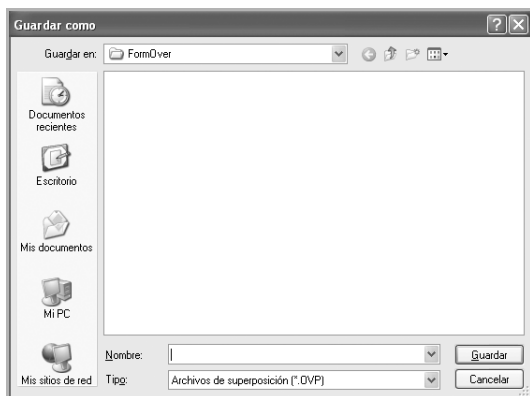 Guardar como
Guardar en: FormOver
Documentos
recientes
Escritorio
Mis documentos
Mi PC
Mis sitios de red
Nombre:
Guardar
Tipo: Archivos de superposición (*.OVP)
Cancelar